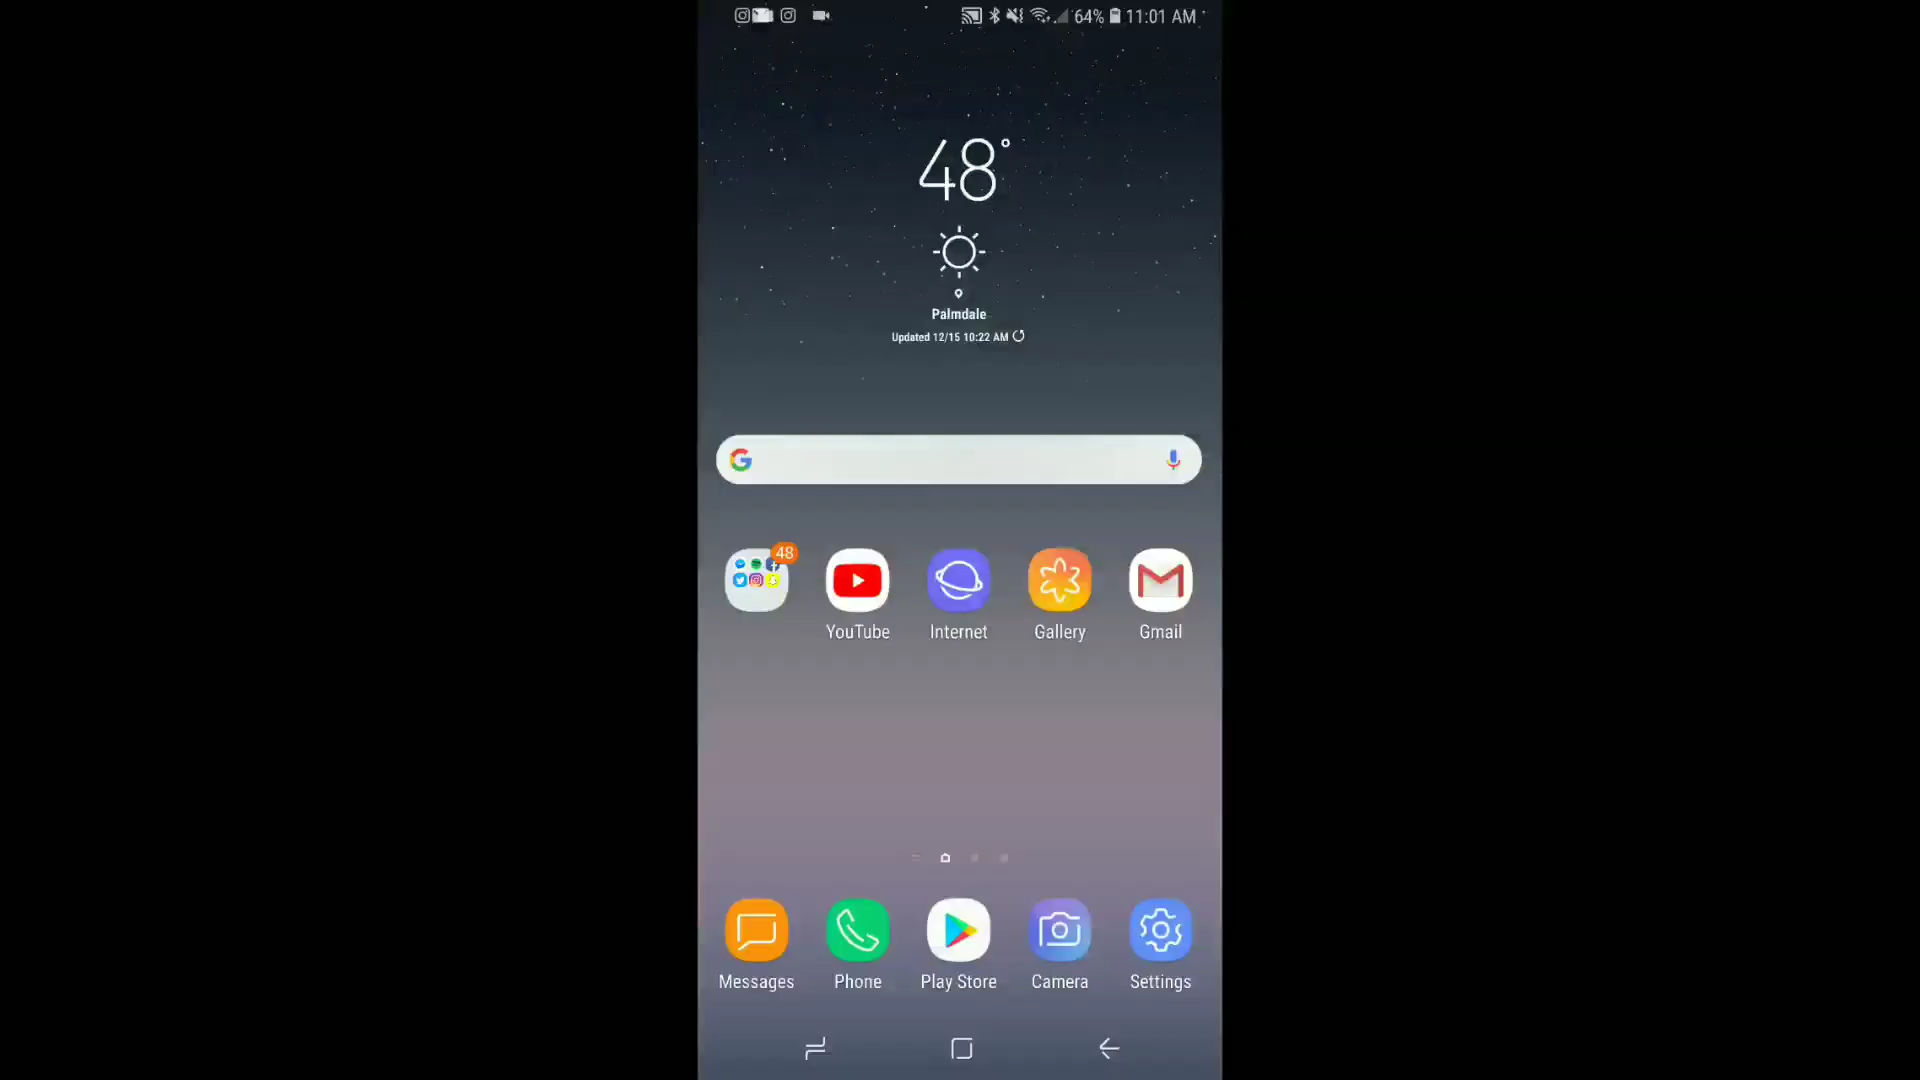 64% 11:01 AM
48°
Palmdale
Updated 12/15 10:22 AM
48
YouTube Internet Gallery Gmail
Messages Phone Play Store Camera Settings